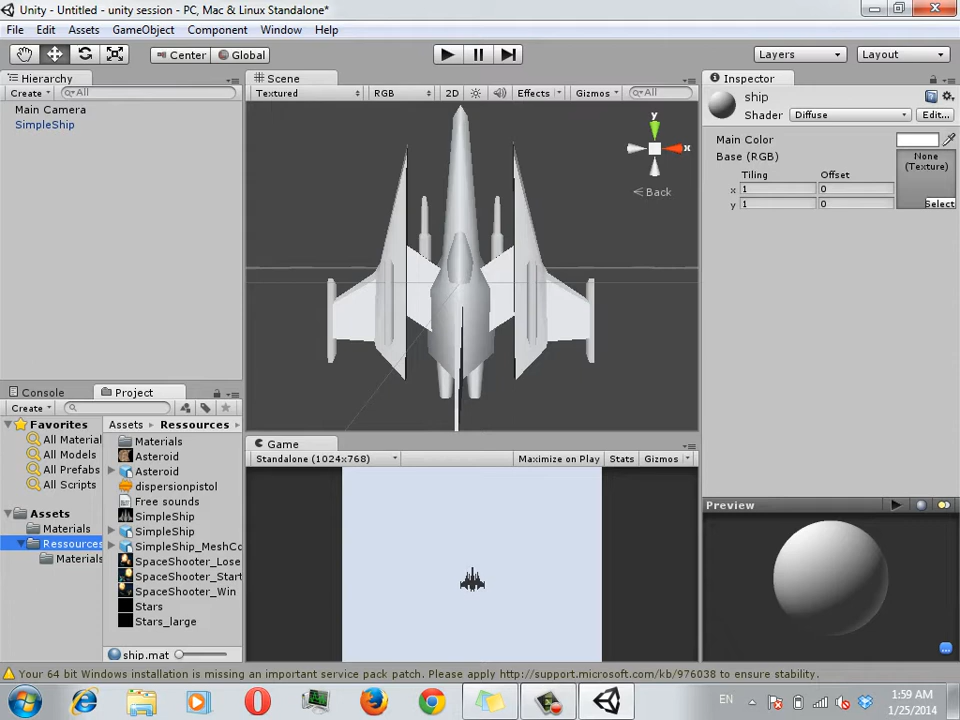 Unity - Untitled - unity session - PC, Mac & Linux Standalone*
File Edit Assets GameObject Component Window Help
Center Global Layers Layout
Hierarchy
Create All
Main Camera
SimpleShip
Scene
Textured RGB 2D Effects Gizmos All
y
x
Back
Inspector
ship
Shader Diffuse Edit...
Main Color
Base (RGB)
None
(Texture)
Tiling Offset
x 1 0
y 1 0
Select
Console Project
Create
Favorites
All Material
All Models
All Prefabs
All Scripts
Assets
Materials
Ressources
Materials
Assets Ressources
Materials
Asteroid
Asteroid
dispersionpistol
Free sounds
SimpleShip
SimpleShip
SimpleShip_MeshCo
SpaceShooter_Lose
SpaceShooter_Start
SpaceShooter_Win
Stars
Stars_large
ship.mat
Game
Standalone (1024x768) Maximize on Play Stats Gizmos
Preview
Your 64 bit Windows installation is missing an important service pack patch. Please apply http://support.microsoft.com/kb/976038 to ensure stability.
EN
1:59 AM
1/25/2014